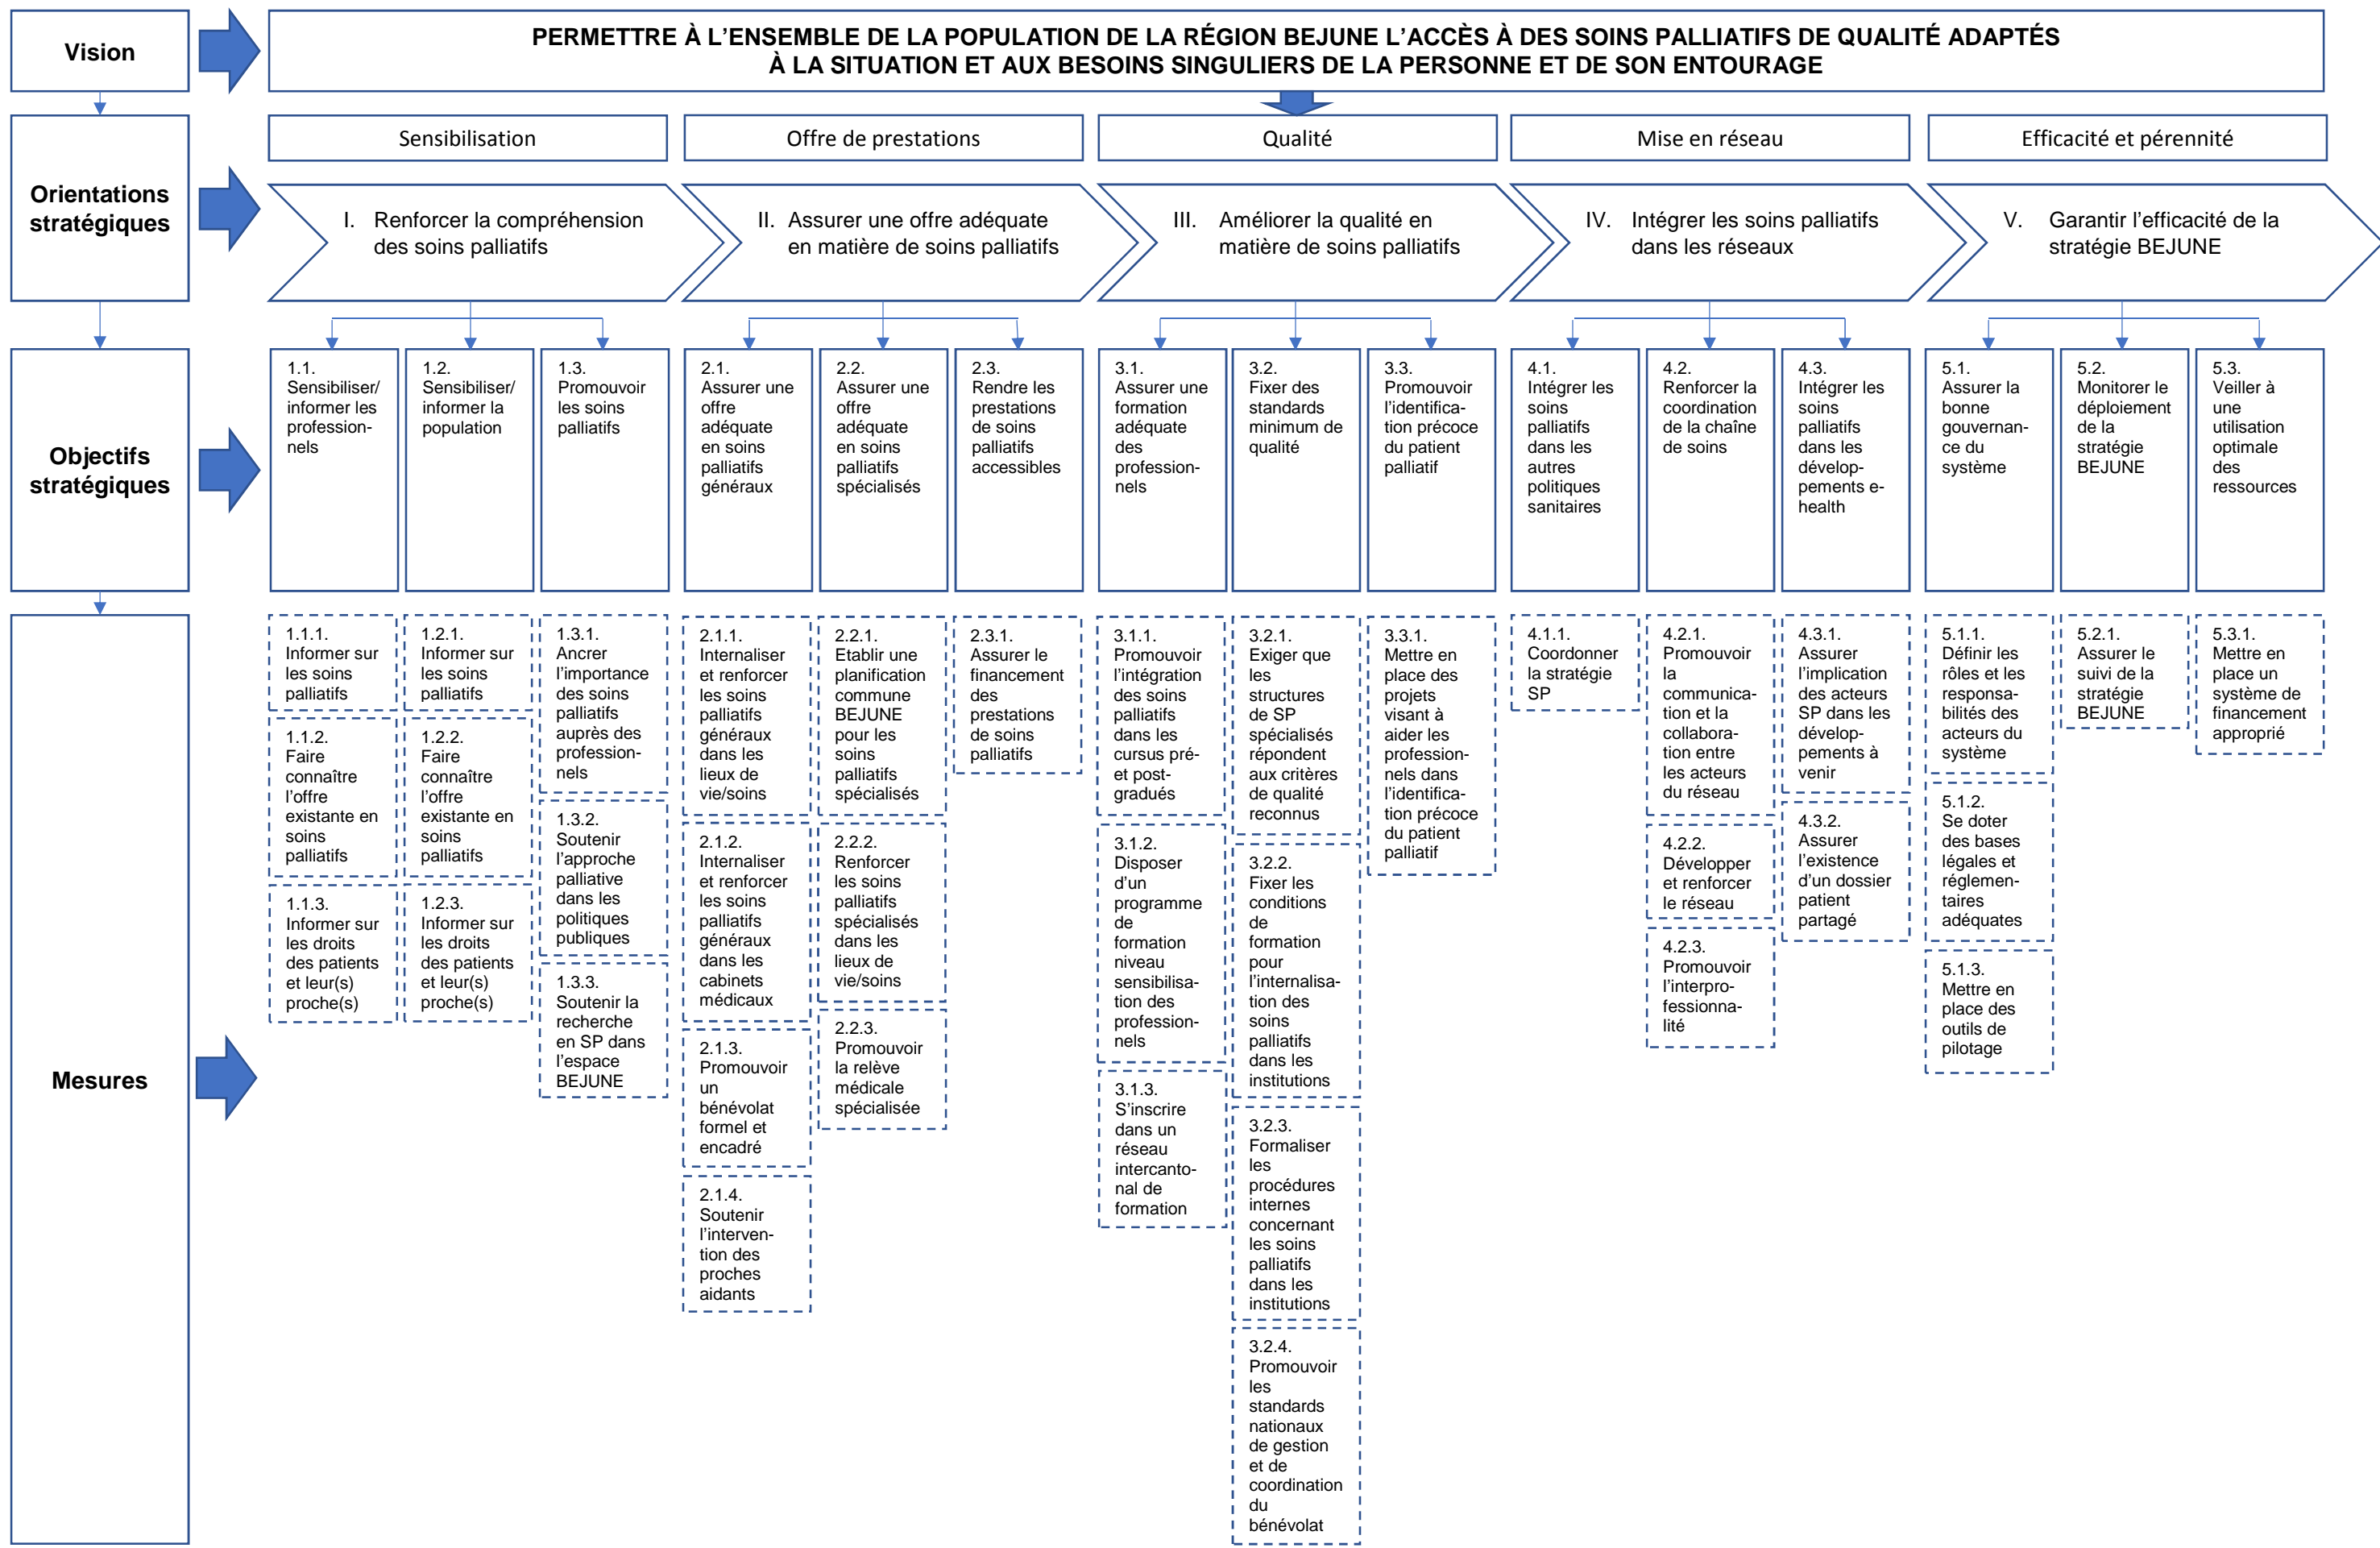 Vision
PERMETTRE À L’ENSEMBLE DE LA POPULATION DE LA RÉGION BEJUNE L’ACCÈS À DES SOINS PALLIATIFS DE QUALITÉ ADAPTÉS
À LA SITUATION ET AUX BESOINS SINGULIERS DE LA PERSONNE ET DE SON ENTOURAGE
Orientations
stratégiques
Sensibilisation
Offre de prestations
Qualité
Mise en réseau
Efficacité et pérennité
I. Renforcer la compréhension
des soins palliatifs
II. Assurer une offre adéquate
en matière de soins palliatifs
III. Améliorer la qualité en
matière de soins palliatifs
IV. Intégrer les soins palliatifs
dans les réseaux
V. Garantir l’efficacité de la
stratégie BEJUNE
Objectifs
stratégiques
1.1.
Sensibiliser/
informer les
profession-
nels
1.2.
Sensibiliser/
informer la
population
1.3.
Promouvoir
les soins
palliatifs
2.1.
Assurer une
offre
adéquate
en soins
palliatifs
généraux
2.2.
Assurer une
offre
adéquate
en soins
palliatifs
spécialisés
2.3.
Rendre les
prestations
de soins
palliatifs
accessibles
3.1.
Assurer une
formation
adéquate
des
profession-
nels
3.2.
Fixer des
standards
minimum de
qualité
3.3.
Promouvoir
l’identifica-
tion précoce
du patient
palliatif
4.1.
Intégrer les
soins
palliatifs
dans les
autres
politiques
sanitaires
4.2.
Renforcer la
coordination
de la chaîne
de soins
4.3.
Intégrer les
soins
palliatifs
dans les
dévelop-
pements e-
health
5.1.
Assurer la
bonne
gouvernan-
ce du
système
5.2.
Monitorer le
déploiement
de la
stratégie
BEJUNE
5.3.
Veiller à
une
utilisation
optimale
des
ressources
Mesures
1.1.1.
Informer sur
les soins
palliatifs
1.1.2.
Faire
connaître
l’offre
existante en
soins
palliatifs
1.1.3.
Informer sur
les droits
des patients
et leur(s)
proche(s)
1.2.1.
Informer sur
les soins
palliatifs
1.2.2.
Faire
connaître
l’offre
existante en
soins
palliatifs
1.2.3.
Informer sur
les droits
des patients
et leur(s)
proche(s)
1.3.1.
Ancrer
l’importance
des soins
palliatifs
auprès des
profession-
nels
1.3.2.
Soutenir
l’approche
palliative
dans les
politiques
publiques
1.3.3.
Soutenir la
recherche
en SP dans
l’espace
BEJUNE
2.1.1.
Internaliser
et renforcer
les soins
palliatifs
généraux
dans les
lieux de
vie/soins
2.1.2.
Internaliser
et renforcer
les soins
palliatifs
généraux
dans les
cabinets
médicaux
2.1.3.
Promouvoir
un
bénévolat
formel et
encadré
2.1.4.
Soutenir
l’interven-
tion des
proches
aidants
2.2.1.
Etablir une
planification
commune
BEJUNE
pour les
soins
palliatifs
spécialisés
2.2.2.
Renforcer
les soins
palliatifs
spécialisés
dans les
lieux de
vie/soins
2.2.3.
Promouvoir
la relève
médicale
spécialisée
2.3.1.
Assurer le
financement
des
prestations
de soins
palliatifs
3.1.1.
Promouvoir
l’intégration
des soins
palliatifs
dans les
cursus pré-
et post-
gradués
3.1.2.
Disposer
d’un
programme
de
formation
niveau
sensibilisa-
tion des
profession-
nels
3.1.3.
S’inscrire
dans un
réseau
intercanto-
nal de
formation
3.2.1.
Exiger que
les
structures
de SP
spécialisés
répondent
aux critères
de qualité
reconnus
3.2.2.
Fixer les
conditions
de
formation
pour
l’internalisa-
tion des
soins
palliatifs
dans les
institutions
3.2.3.
Formaliser
les
procédures
internes
concernant
les soins
palliatifs
dans les
institutions
3.2.4.
Promouvoir
les
standards
nationaux
de gestion
et de
coordination
du
bénévolat
3.3.1.
Mettre en
place des
projets
visant à
aider les
profession-
nels dans
l’identifica-
tion précoce
du patient
palliatif
4.1.1.
Coordonner
la stratégie
SP
4.2.1.
Promouvoir
la
communica-
tion et la
collabora-
tion entre
les acteurs
du réseau
4.2.2.
Développer
et renforcer
le réseau
4.2.3.
Promouvoir
l’interpro-
fessionna-
lité
4.3.1.
Assurer
l’implication
des acteurs
SP dans les
dévelop-
pements à
venir
4.3.2.
Assurer
l’existence
d’un dossier
patient
partagé
5.1.1.
Définir les
rôles et les
responsa-
bilités des
acteurs du
système
5.1.2.
Se doter
des bases
légales et
réglemen-
taires
adéquates
5.1.3.
Mettre en
place des
outils de
pilotage
5.2.1.
Assurer le
suivi de la
stratégie
BEJUNE
5.3.1.
Mettre en
place un
système de
financement
approprié